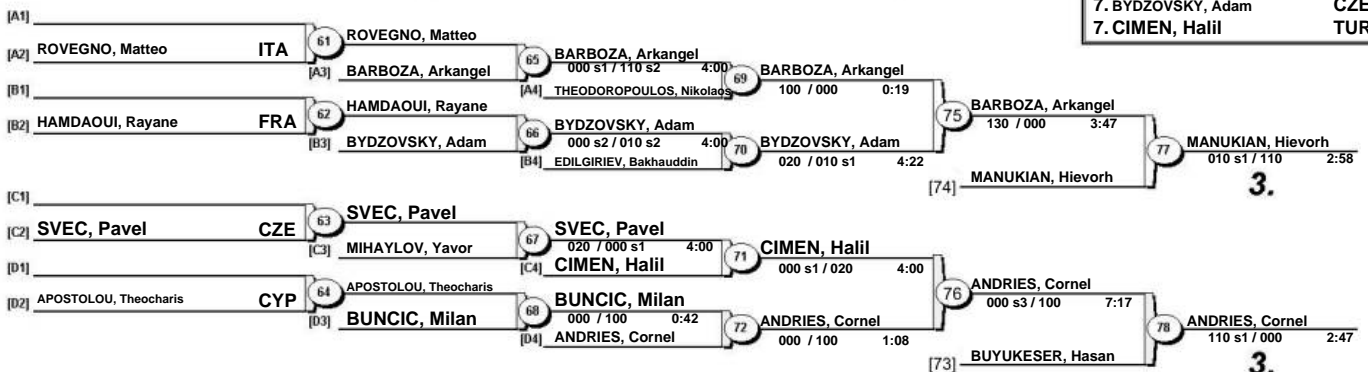 7. BYDZOVSKY, Adam CZE
7. CIMEN, Halil TUR
[A1]
[A2] ROVEGNO, Matteo ITA
61
ROVEGNO, Matteo
[A3] BARBOZA, Arkangel
65
BARBOZA, Arkangel
000 s1 / 110 s2 4:00
[A4] THEODOROPOULOS, Nikolaos
69
BARBOZA, Arkangel
100 / 000 0:19
[B1]
[B2] HAMDAOUI, Rayane FRA
62
HAMDAOUI, Rayane
[B3] BYDZOVSKY, Adam
66
BYDZOVSKY, Adam
000 s2 / 010 s2 4:00
[B4] EDILGIRIEV, Bakhauddin
70
BYDZOVSKY, Adam
020 / 010 s1 4:22
75
BARBOZA, Arkangel
130 / 000 3:47
[74] MANUKIAN, Hievorh
77
MANUKIAN, Hievorh
010 s1 / 110 2:58
3.
[C1]
[C2] SVEC, Pavel CZE
63
SVEC, Pavel
[C3] MIHAYLOV, Yavor
67
SVEC, Pavel
020 / 000 s1 4:00
[C4] CIMEN, Halil
71
CIMEN, Halil
000 s1 / 020 4:00
[D1]
[D2] APOSTOLOU, Theocharis CYP
64
APOSTOLOU, Theocharis
[D3] BUNCIC, Milan
68
BUNCIC, Milan
000 / 100 0:42
[D4] ANDRIES, Cornel
72
ANDRIES, Cornel
000 / 100 1:08
76
ANDRIES, Cornel
000 s3 / 100 7:17
[73] BUYUKESER, Hasan
78
ANDRIES, Cornel
110 s1 / 000 2:47
3.